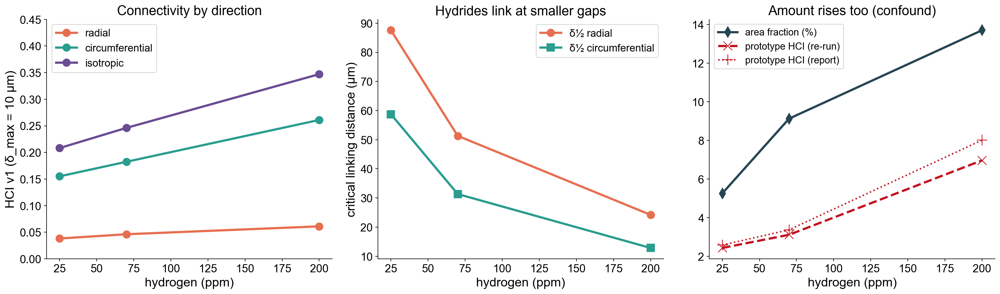 Connectivity by direction
HCI v1 (δ_max = 10 μm)
0.45
0.40
0.35
0.30
0.25
0.20
0.15
0.10
0.05
0.00
radial
circumferential
isotropic
25 50 75 100 125 150 175 200
hydrogen (ppm)
Hydrides link at smaller gaps
critical linking distance (μm)
90
80
70
60
50
40
30
20
10
δ½ radial
δ½ circumferential
25 50 75 100 125 150 175 200
hydrogen (ppm)
Amount rises too (confound)
14
12
10
8
6
4
2
area fraction (%)
prototype HCI (re-run)
prototype HCI (report)
25 50 75 100 125 150 175 200
hydrogen (ppm)